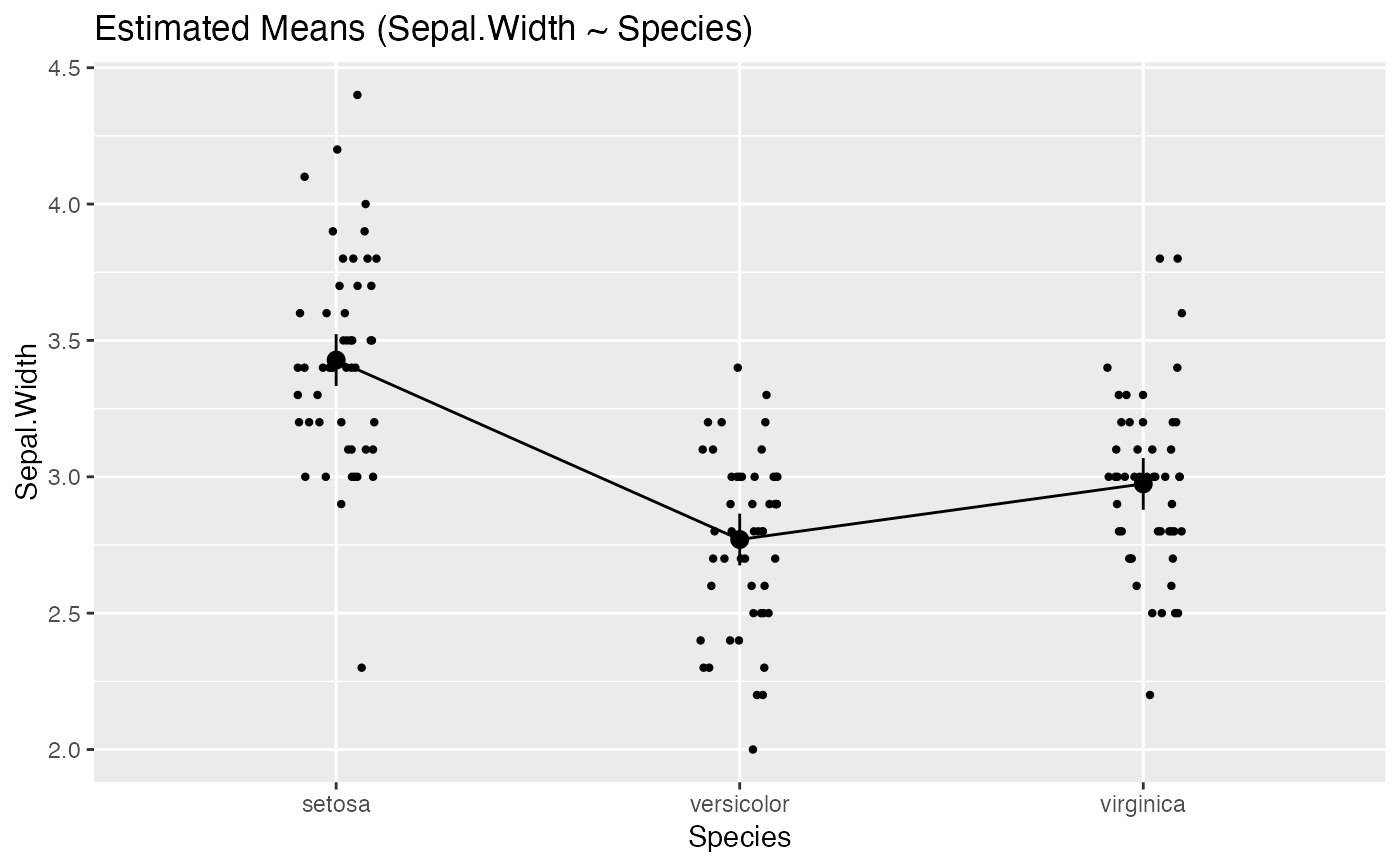 Estimated Means (Sepal.Width ~ Species)
4.5
4.0
3.5
3.0
2.5
2.0
Sepal.Width
setosa
versicolor
virginica
Species